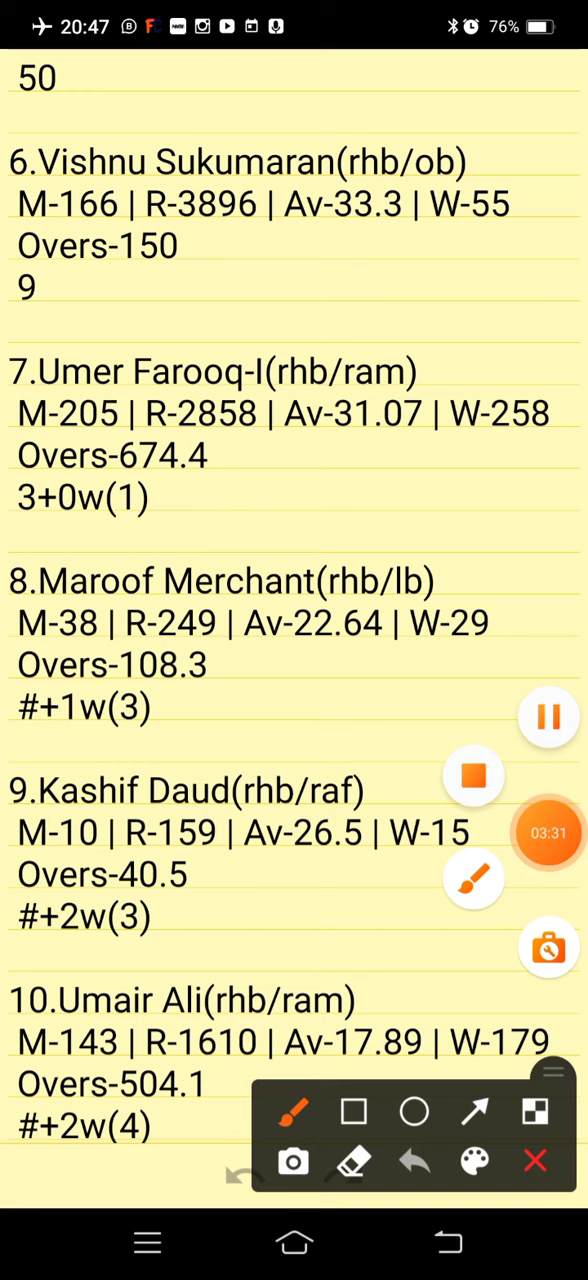 20:47
76%
50
6.Vishnu Sukumaran(rhb/ob)
M-166 | R-3896 | Av-33.3 | W-55
Overs-150
9
7.Umer Farooq-I(rhb/ram)
M-205 | R-2858 | Av-31.07 | W-258
Overs-674.4
3+0w(1)
8.Maroof Merchant(rhb/lb)
M-38 | R-249 | Av-22.64 | W-29
Overs-108.3
#+1w(3)
9.Kashif Daud(rhb/raf)
M-10 | R-159 | Av-26.5 | W-15
03:31
Overs-40.5
#+2w(3)
10.Umair Ali(rhb/ram)
M-143 | R-1610 | Av-17.89 | W-179
Overs-504.1
#+2w(4)